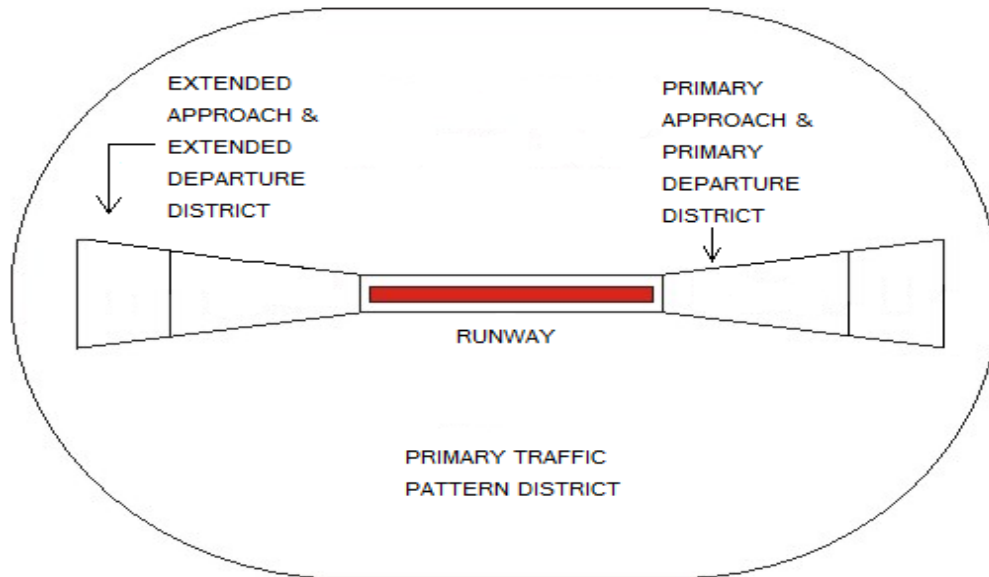 EXTENDED
APPROACH &
EXTENDED
DEPARTURE
DISTRICT
PRIMARY
APPROACH &
PRIMARY
DEPARTURE
DISTRICT
RUNWAY
PRIMARY TRAFFIC
PATTERN DISTRICT